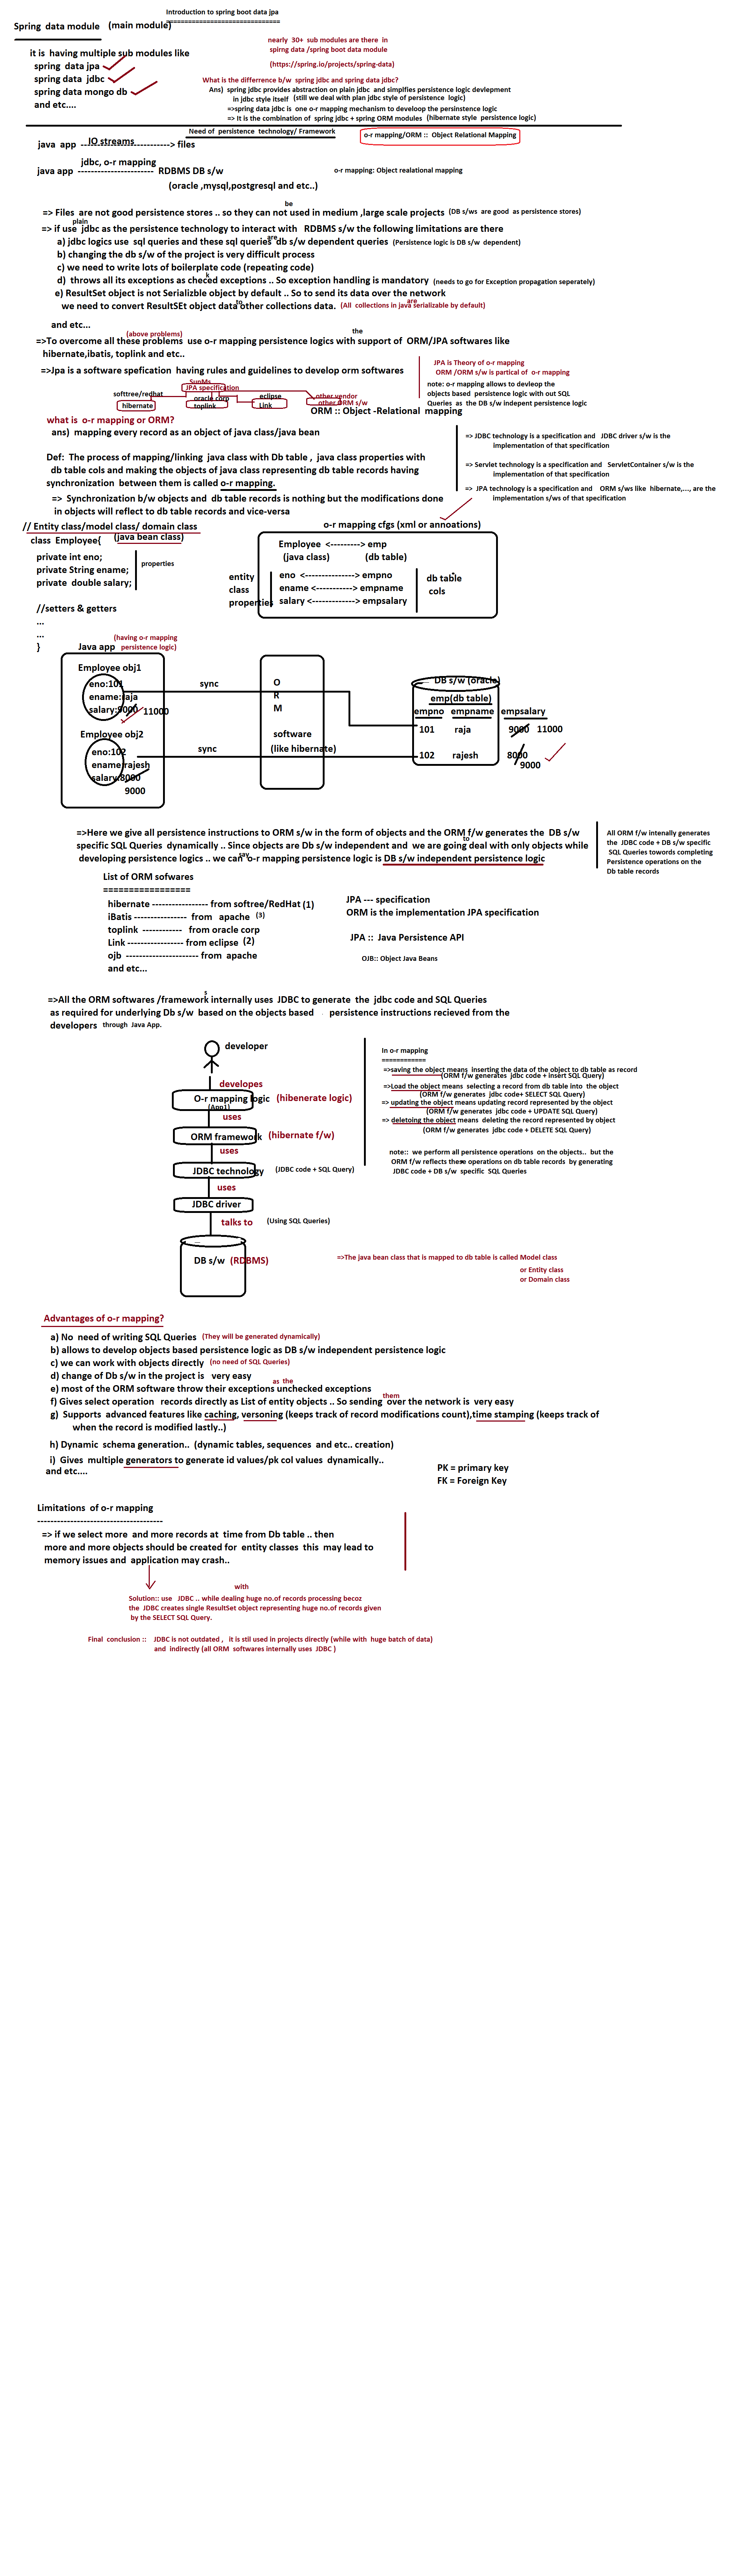 Introduction to spring boot data jpa
================================
Spring  data module   (main module)
it is  having multiple sub modules like
spring  data jpa
spring data  jdbc
spring data mongo db
and etc....
nearly  30+  sub modules are there  in
spirng data /spring boot data module
(https://spring.io/projects/spring-data)
What is the differrence b/w  spring jdbc and spring data jdbc?
Ans)  spring jdbc provides abstraction on plain jdbc  and simplfies persistence logic devlepment
in jdbc style itself  (still we deal with plan jdbc style of persistence  logic)
=>spring data jdbc is  one o-r mapping mechanism to develoop the persinstence logic
=> It is the combination of  spring jdbc + spring ORM modules  (hibernate style  persistence logic)
Need of  persistence  technology/ Framework
o-r mapping/ORM ::  Object Relational Mapping
IO streams
java  app  -------------------------> files
jdbc, o-r mapping
java app  ----------------------  RDBMS DB s/w
(oracle ,mysql,postgresql and etc..)
o-r mapping: Object realational mapping
be
=> Files  are not good persistence stores .. so they can not used in medium ,large scale projects  (DB s/ws  are good  as persistence stores)
plain
=> if use  jdbc as the persistence technology to interact with   RDBMS s/w the following limitations are there
are
a) jdbc logics use  sql queries and these sql queries  db s/w dependent queries  (Persistence logic is DB s/w  dependent)
b) changing the db s/w of the project is very difficult process
c) we need to write lots of boilerplate code (repeating code)
k
d)  throws all its exceptions as checed exceptions .. So exception handling is mandatory  (needs to go for Exception propagation seperately)
e) ResultSet object is not Serializble object by default .. So to send its data over the network
to
are
we need to convert ResultSEt object data other collections data.  (All  collections in java serializable by default)
and etc...
(above problems)
the
=>To overcome all these problems  use o-r mapping persistence logics with support of  ORM/JPA softwares like
hibernate,ibatis, toplink and etc..
=>Jpa is a software spefication  having rules and guidelines to develop orm softwares
JPA is Theory of o-r mapping
ORM /ORM s/w is partical of  o-r mapping
note: o-r mapping allows to devleop the
objects based  persistence logic with out SQL
Queries  as  the DB s/w indepent persistence logic
SunMs
JPA specification
softtree/redhat
hibernate
oracle corp
toplink
eclipse
Link
other vendor
other ORM s/w
ORM :: Object -Relational  mapping
what is  o-r mapping or ORM?
ans)  mapping every record as an object of java class/java bean
=> JDBC technology is a specification and   JDBC driver s/w is the
implementation of that specification
=> Servlet technology is a specification and   ServletContainer s/w is the
implementation of that specification
=>  JPA technology is a specification and    ORM s/ws like  hibernate,...., are the
implementation s/ws of that specification
Def:  The process of mapping/linking  java class with Db table ,  java class properties with
db table cols and making the objects of java class representing db table records having
synchronization  between them is called o-r mapping.
=>  Synchronization b/w objects and  db table records is nothing but the modifications done
in objects will reflect to db table records and vice-versa
// Entity class/model class/ domain class
class  Employee{     (java bean class)
private int eno;
private String ename;
private  double salary;
properties
//setters & getters
...
...
}
o-r mapping cfgs (xml or annoations)
Employee  <---------> emp
(java class)            (db table)
entity
class
properties
eno  <---------------> empno
ename <-----------> empname
salary <------------> empsalary
db table
cols
Java app
(having o-r mapping
persistence logic)
Employee obj1
eno:101
ename:raja
salary:9000
11000
Employee obj2
eno:102
ename:rajesh
salary:8000
9000
sync
sync
O
R
M
software
(like hibernate)
DB s/w (oracle)
emp(db table)
empno   empname   empsalary
101        raja               9000   11000
102       rajesh            8000
9000
=>Here we give all persistence instructions to ORM s/w in the form of objects and the ORM f/w generates the  DB s/w
to
specific SQL Queries  dynamically .. Since objects are Db s/w independent and  we are going deal with only objects while
say
developing persistence logics .. we can  o-r mapping persistence logic is DB s/w independent persistence logic
All ORM f/w intenally generates
the  JDBC code + DB s/w specific
SQL Queries towords completing
Persistence operations on the
Db table records
List of ORM sofwares
=================
hibernate ----------------- from softree/RedHat (1)
iBatis ---------------  from   apache   (3)
toplink  ------------   from oracle corp
Link ----------------- from eclipse  (2)
ojb  ----------------------- from  apache
and etc...
JPA --- specification
ORM is the implementation JPA specification
JPA ::  Java Persistence API
OJB:: Object Java Beans
s
=>All the ORM softwares /framework internally uses  JDBC to generate  the  jdbc code and SQL Queries
as required for underlying Db s/w  based on the objects based      persistence instructions recieved from the
developers  through  Java App.
developer
developes
O-r mapping logic   (hibenerate logic)
(App1)
uses
ORM framework   (hibernate f/w)
uses
JDBC technology    (JDBC code + SQL Query)
uses
JDBC driver
talks to     (Using SQL Queries)
DB s/w  (RDBMS)
In o-r mapping
============
=>saving the object means  inserting the data of the object to db table as record
(ORM f/w generates  jdbc code + insert SQL Query)
=>Load the object means  selecting a record from db table into  the object
(ORM f/w generates  jdbc code+ SELECT SQL Query)
=> updating the object means updating record represented by the object
(ORM f/w generates  jdbc code + UPDATE SQL Query)
=> deletoing the object means  deleting the record represented by object
(ORM f/w generates  jdbc code + DELETE SQL Query)
note::  we perform all persistence operations  on the objects..  but the
ORM f/w reflects these operations on db table records  by generating
JDBC code + DB s/w  specific  SQL Queries
=>The java bean class that is mapped to db table is called Model class
or Entity class
or Domain class
Advantages of o-r mapping?
a) No  need of writing SQL Queries   (They will be generated dynamically)
b) allows to develop objects based persistence logic as DB s/w independent persistence logic
c) we can work with objects directly   (no need of SQL Queries)
d) change of Db s/w in the project is   very easy
as  the
e) most of the ORM software throw their exceptions unchecked exceptions
them
f) Gives select operation   records directly as List of entity objects .. So sending  over the network is  very easy
g)  Supports  advanced features like caching, versoning (keeps track of record modifications count),time stamping (keeps track of
when the record is modified lastly..)
h) Dynamic  schema generation..  (dynamic tables, sequences  and etc.. creation)
i)  Gives  multiple generators to generate id values/pk col values  dynamically..
and etc....
PK = primary key
FK = Foreign Key
Limitations  of o-r mapping
-------------------------------------
=> if we select more  and more records at  time from Db table .. then
more and more objects should be created for  entity classes  this  may lead to
memory issues and  application may crash..
with
Solution:: use   JDBC .. while dealing huge no.of records processing becoz
the  JDBC creates single ResultSet object representing huge no.of records given
by the SELECT SQL Query.
Final  conclusion ::    JDBC is not outdated ,   it is stil used in projects directly (while with  huge batch of data)
and  indirectly (all ORM  softwares internally uses  JDBC )